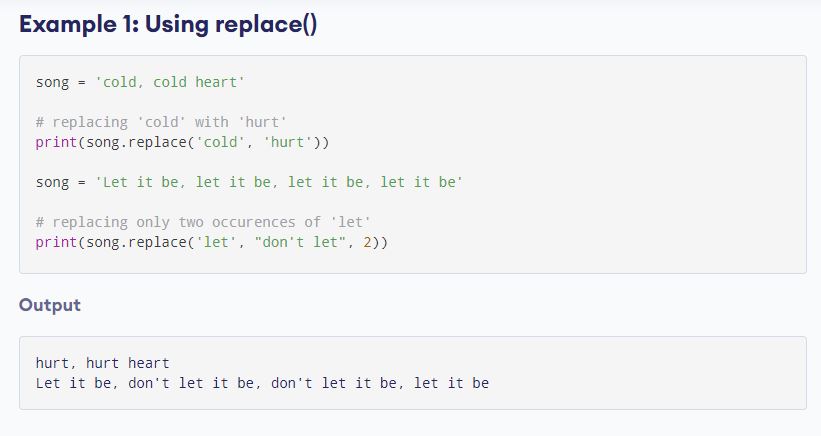 Example 1: Using replace()
song = 'cold, cold heart'
# replacing 'cold' with 'hurt'
print(song.replace('cold', 'hurt'))
song = 'Let it be, let it be, let it be, let it be'
# replacing only two occurences of 'let'
print(song.replace('let', "don't let", 2))
Output
hurt, hurt heart
Let it be, don't let it be, don't let it be, let it be